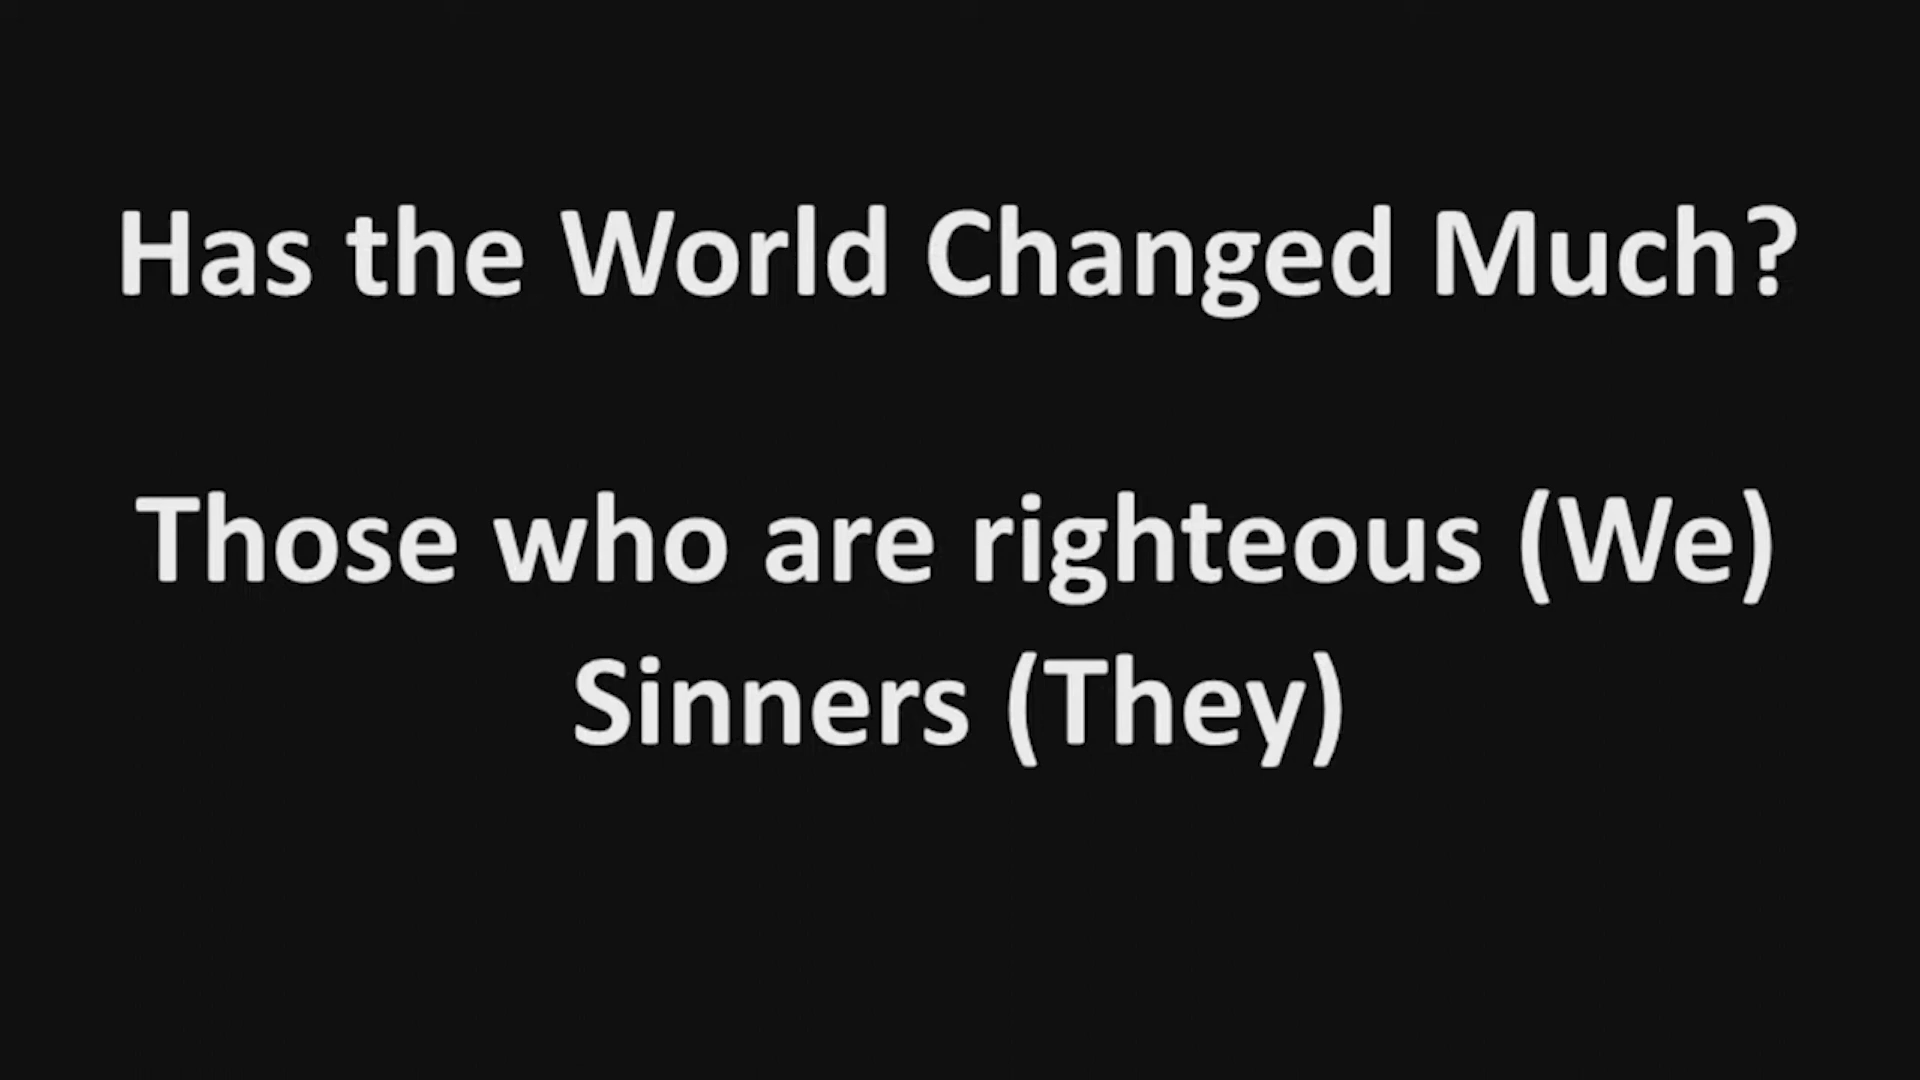 Has the World Changed Much?
Those who are righteous (We)
Sinners (They)